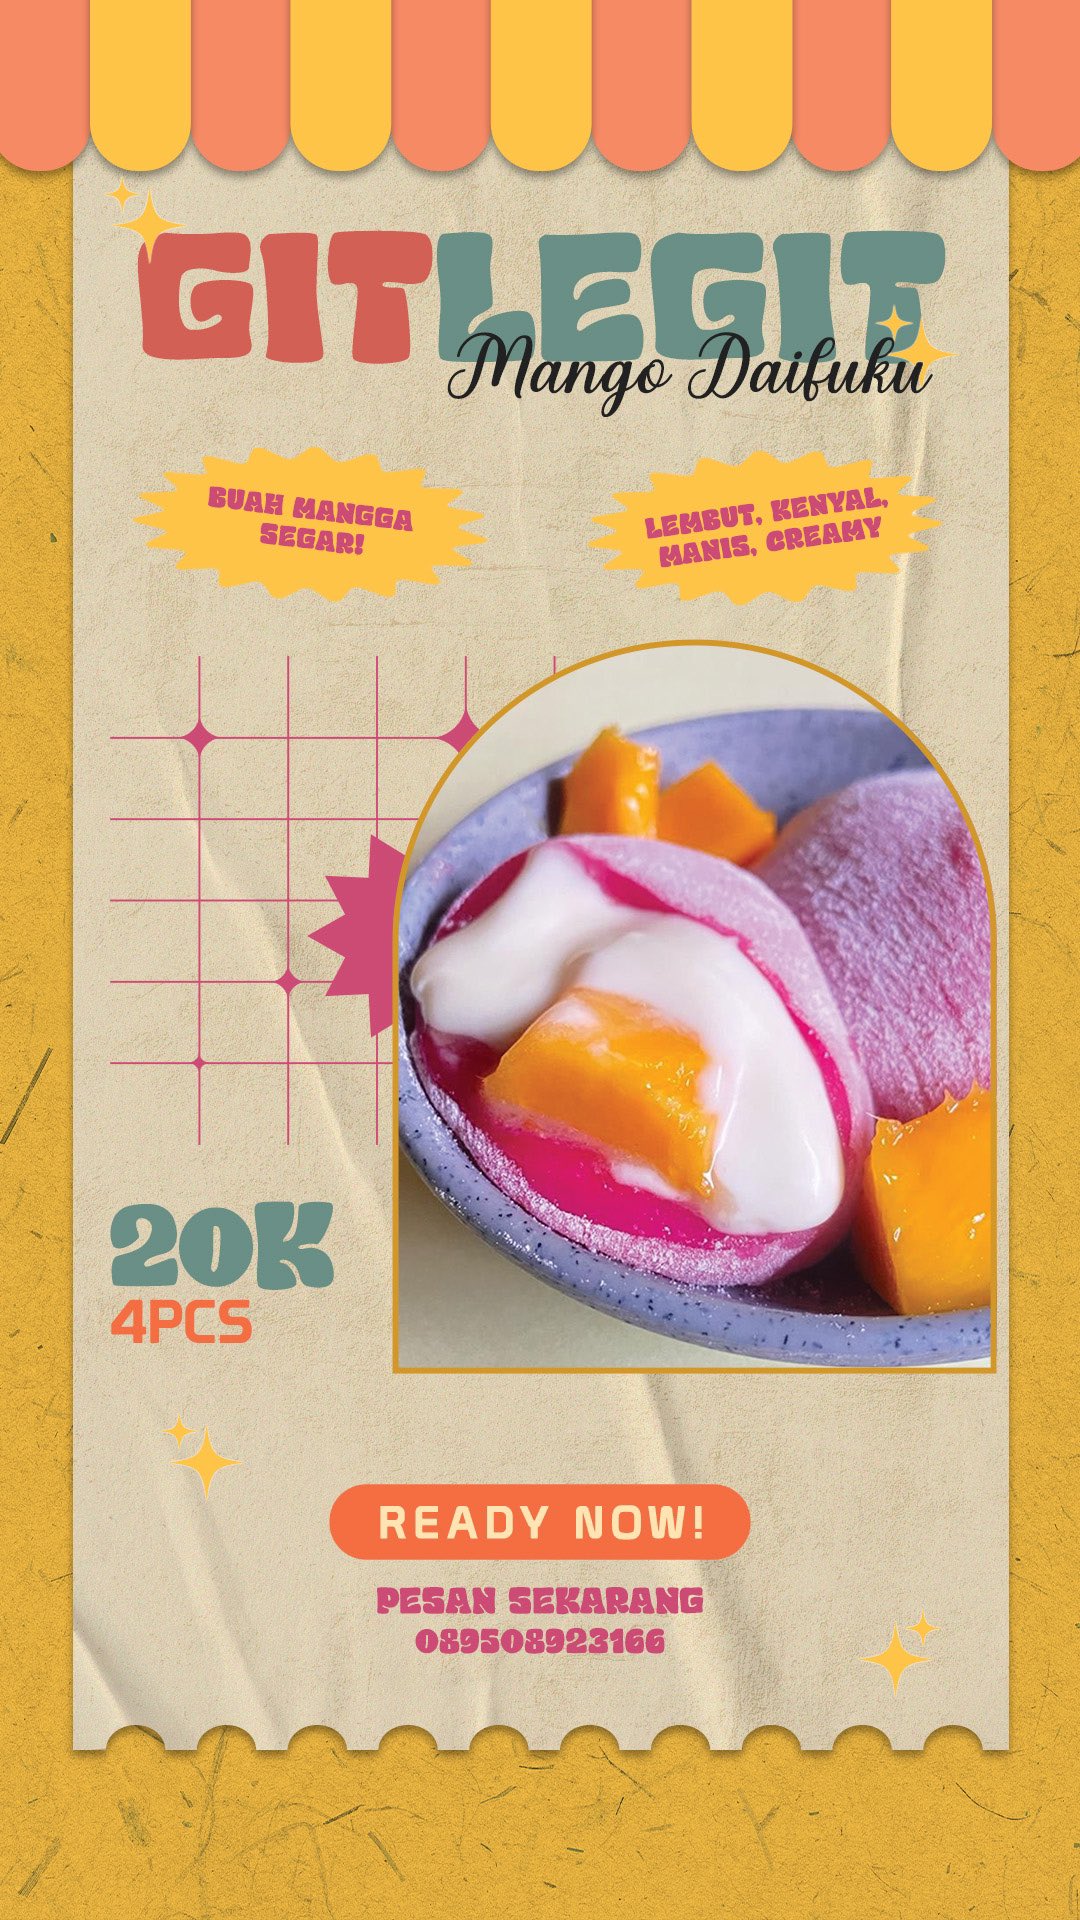 GITLEGIT
Mango Daifuku
BUAH MANGGA
SEGAR!
LEMBUT, KENYAL,
MANIS, CREAMY
20K
4PCS
READY NOW!
PESAN SEKARANG
089508923166